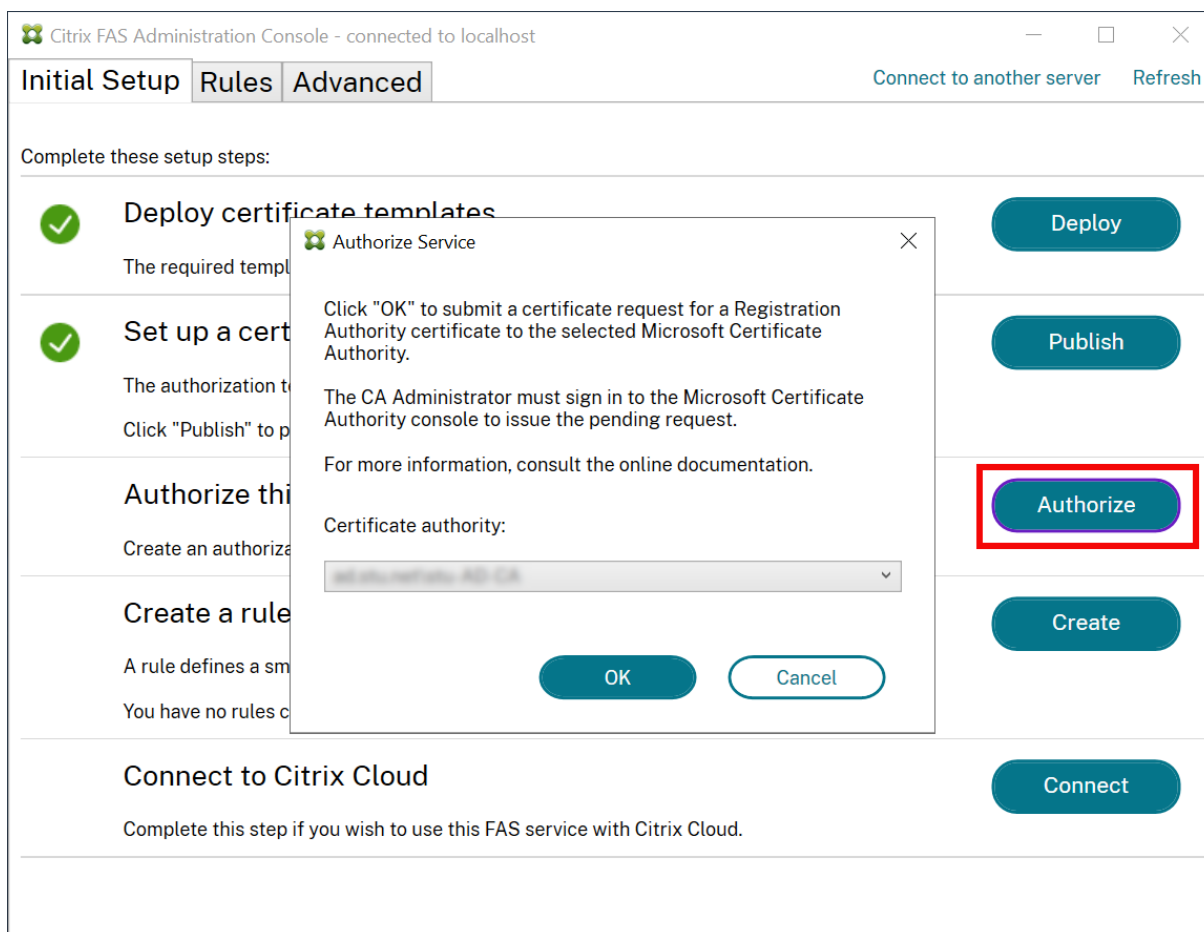 Citrix FAS Administration Console - connected to localhost
Initial Setup Rules Advanced Connect to another server Refresh
Complete these setup steps:
Deploy certificate templates
Deploy
The required templ
Authorize Service
Click "OK" to submit a certificate request for a Registration
Authority certificate to the selected Microsoft Certificate
Authority.
The CA Administrator must sign in to the Microsoft Certificate
Authority console to issue the pending request.
For more information, consult the online documentation.
Certificate authority:
OK Cancel
Set up a cert
Publish
The authorization t
Click "Publish" to p
Authorize thi
Authorize
Create an authoriza
Create a rule
Create
A rule defines a sm
You have no rules c
Connect to Citrix Cloud
Connect
Complete this step if you wish to use this FAS service with Citrix Cloud.